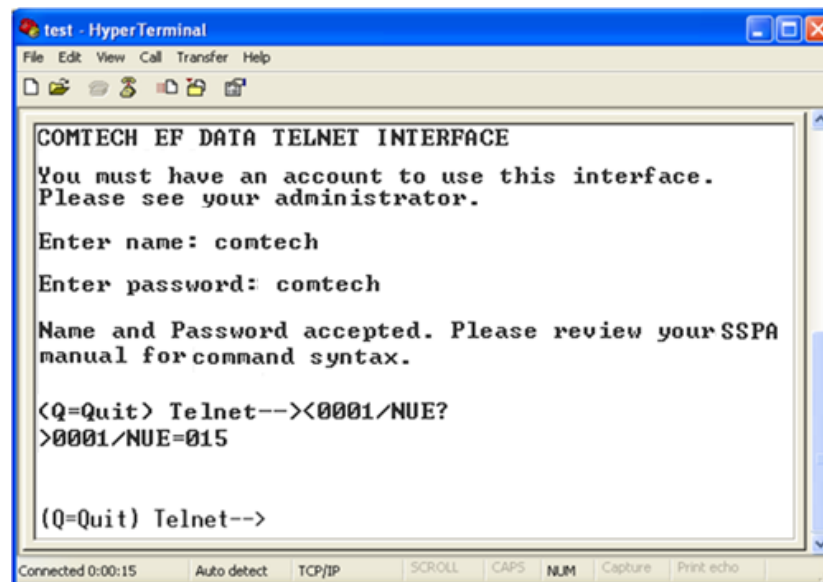 test - HyperTerminal
File Edit View Call Transfer Help
COMTECH EF DATA TELNET INTERFACE
You must have an account to use this interface.
Please see your administrator.
Enter name: comtech
Enter password: comtech
Name and Password accepted. Please review your SSPA
manual for command syntax.
(Q=Quit) Telnet--><0001/NUE?
>0001/NUE=015
(Q=Quit) Telnet-->
Connected 0:00:15 Auto detect TCP/IP SCROLL CAPS NUM Capture Print echo